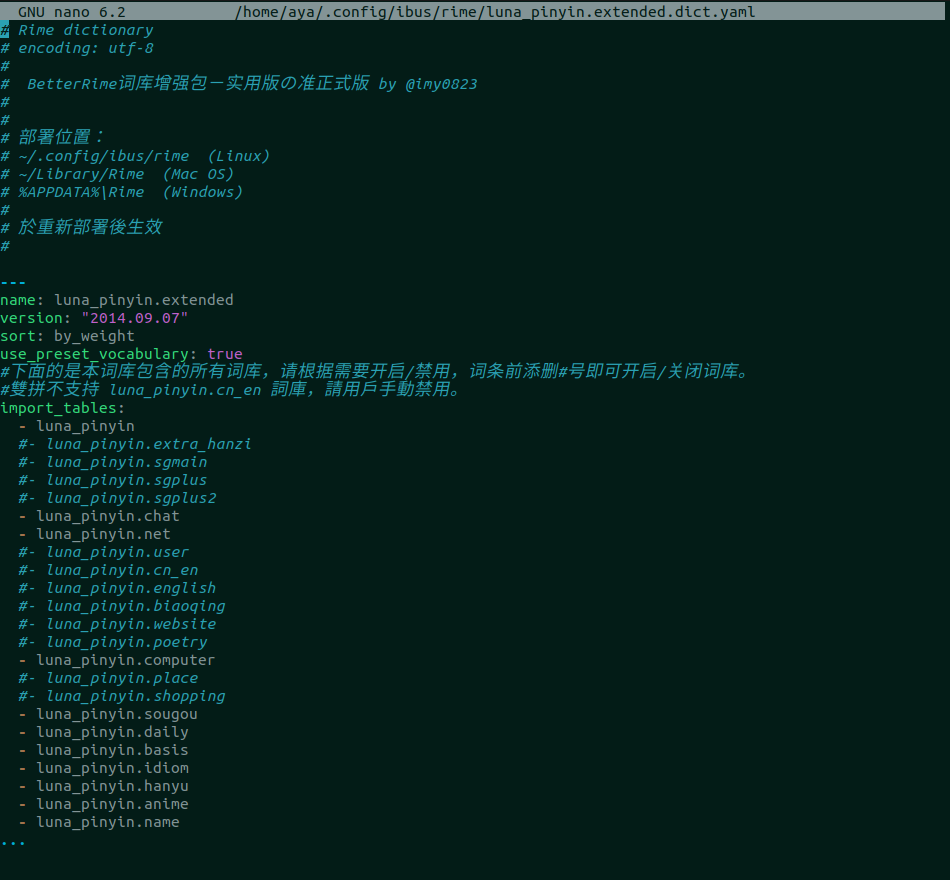 GNU nano 6.2 /home/aya/.config/ibus/rime/luna_pinyin.extended.dict.yaml
# Rime dictionary
# encoding: utf-8
#
#  BetterRime词库增强包－实用版の准正式版 by @imy0823
#
#
# 部署位置：
# ~/.config/ibus/rime  (Linux)
# ~/Library/Rime  (Mac OS)
# %APPDATA%\Rime  (Windows)
#
# 於重新部署後生效
#
---
name: luna_pinyin.extended
version: "2014.09.07"
sort: by_weight
use_preset_vocabulary: true
#下面的是本词库包含的所有词库，请根据需要开启/禁用，词条前添删#号即可开启/关闭词库。
#雙拼不支持 luna_pinyin.cn_en 詞庫，請用戶手動禁用。
import_tables:
  - luna_pinyin
  #- luna_pinyin.extra_hanzi
  #- luna_pinyin.sgmain
  #- luna_pinyin.sgplus
  #- luna_pinyin.sgplus2
  - luna_pinyin.chat
  - luna_pinyin.net
  #- luna_pinyin.user
  #- luna_pinyin.cn_en
  #- luna_pinyin.english
  #- luna_pinyin.biaoqing
  #- luna_pinyin.website
  #- luna_pinyin.poetry
  - luna_pinyin.computer
  #- luna_pinyin.place
  #- luna_pinyin.shopping
  - luna_pinyin.sougou
  - luna_pinyin.daily
  - luna_pinyin.basis
  - luna_pinyin.idiom
  - luna_pinyin.hanyu
  - luna_pinyin.anime
  - luna_pinyin.name
...